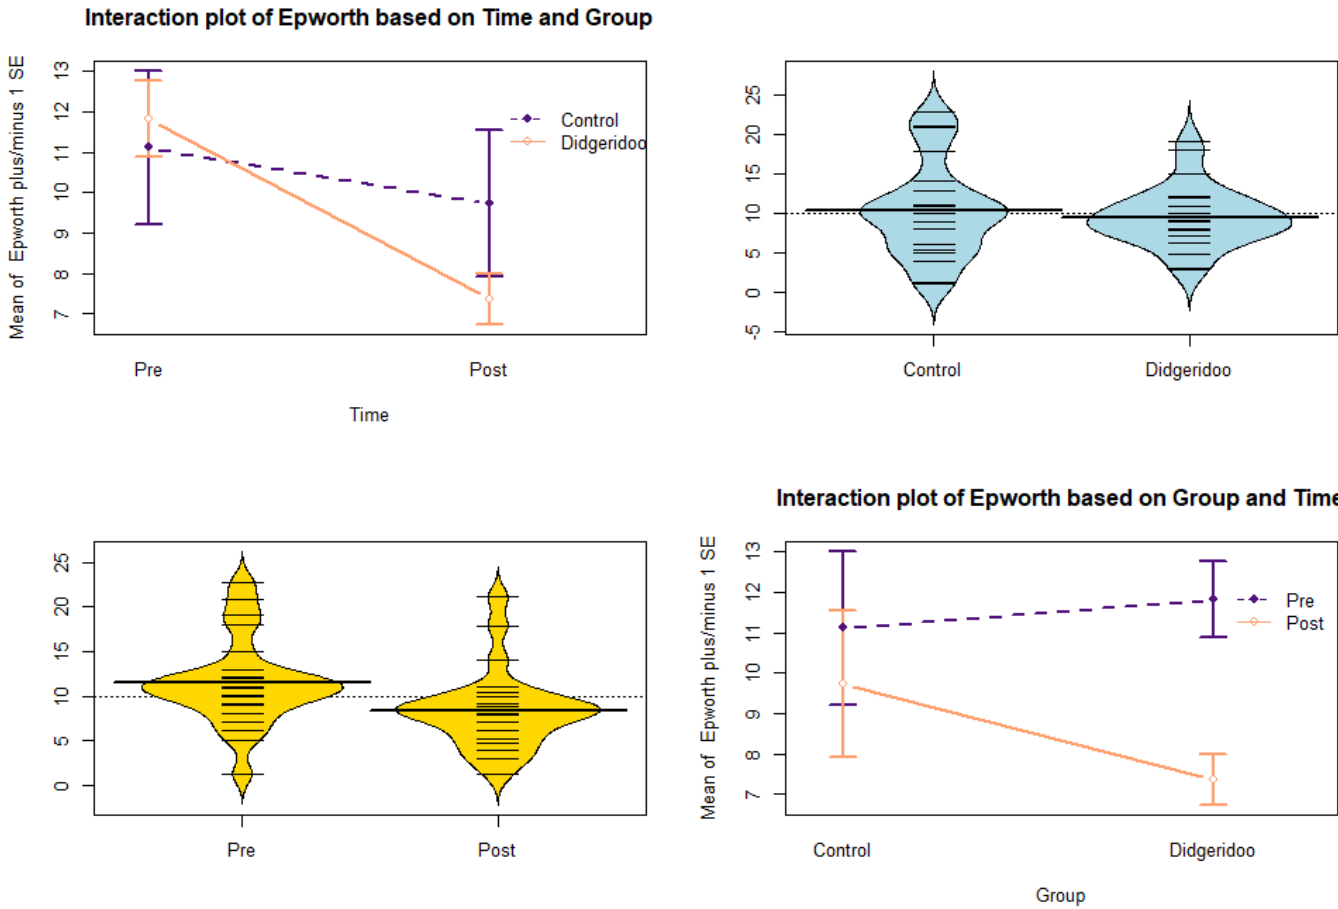 Interaction plot of Epworth based on Time and Group
Mean of Epworth plus/minus 1 SE
13
12
11
10
9
8
7
Control
Didgeridoo
Pre
Post
Time
25
20
15
10
5
0
-5
Control
Didgeridoo
25
20
15
10
5
0
Pre
Post
Interaction plot of Epworth based on Group and Time
Mean of Epworth plus/minus 1 SE
13
12
11
10
9
8
7
Pre
Post
Control
Didgeridoo
Group